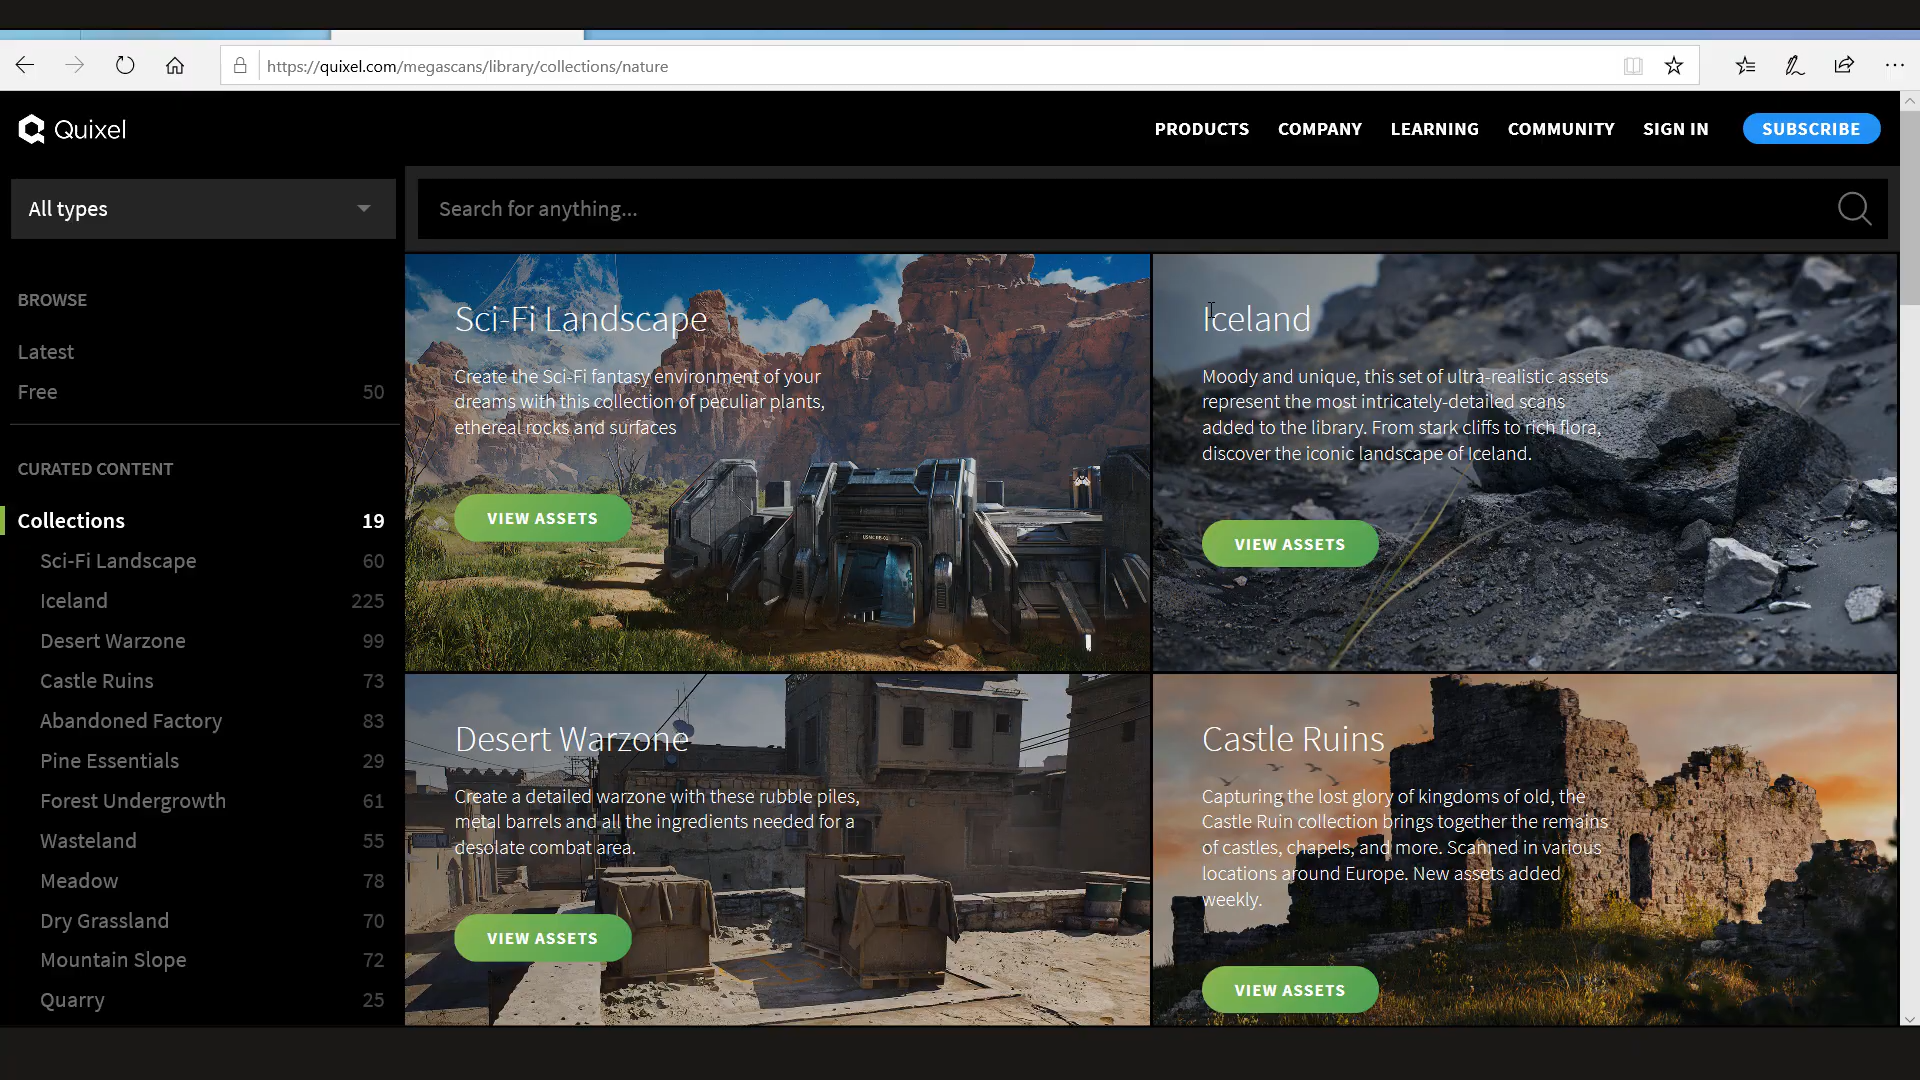 https://quixel.com/megascans/library/collections/nature
Quixel
PRODUCTS COMPANY LEARNING COMMUNITY SIGN IN SUBSCRIBE
All types
Search for anything...
BROWSE
Latest
Free 50
CURATED CONTENT
Collections 19
Sci-Fi Landscape 60
Iceland 225
Desert Warzone 99
Castle Ruins 73
Abandoned Factory 83
Pine Essentials 29
Forest Undergrowth 61
Wasteland 55
Meadow 78
Dry Grassland 70
Mountain Slope 72
Quarry 25
Sci-Fi Landscape
Create the Sci-Fi fantasy environment of your
dreams with this collection of peculiar plants,
ethereal rocks and surfaces
VIEW ASSETS
Iceland
Moody and unique, this set of ultra-realistic assets
represent the most intricately-detailed scans
added to the library. From stark cliffs to rich flora,
discover the iconic landscape of Iceland.
VIEW ASSETS
Desert Warzone
Create a detailed warzone with these rubble piles,
metal barrels and all the ingredients needed for a
desolate combat area.
VIEW ASSETS
Castle Ruins
Capturing the lost glory of kingdoms of old, the
Castle Ruin collection brings together the remains
of castles, chapels, and more. Scanned in various
locations around Europe. New assets added
weekly.
VIEW ASSETS